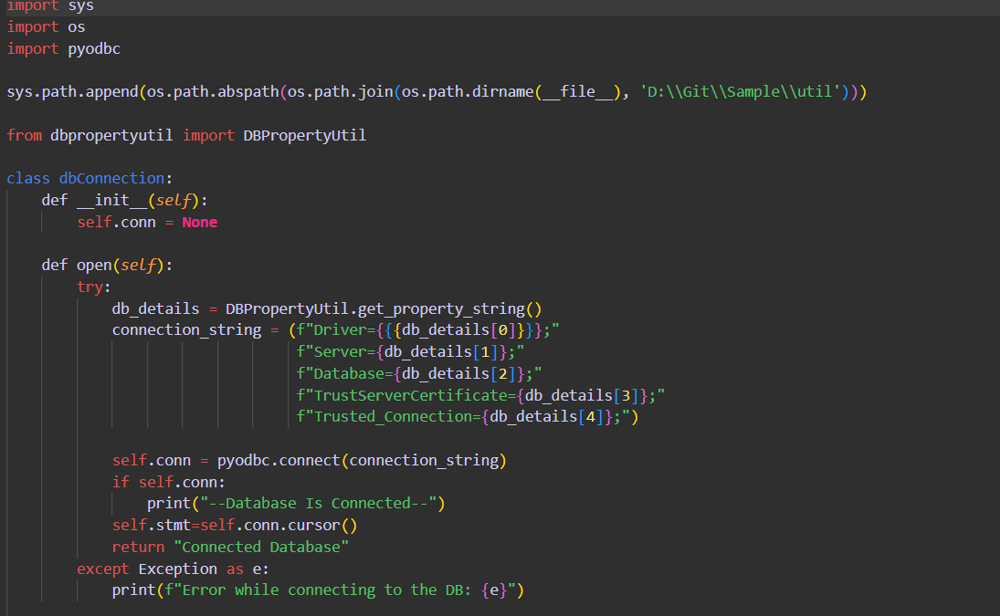 import sys
import os
import pyodbc
sys.path.append(os.path.abspath(os.path.join(os.path.dirname(__file__), 'D:\\Git\\Sample\\util')))
from dbpropertyutil import DBPropertyUtil
class dbConnection:
    def __init__(self):
        self.conn = None
    def open(self):
        try:
            db_details = DBPropertyUtil.get_property_string()
            connection_string = (f"Driver={{{db_details[0]}}};"
                                 f"Server={db_details[1]};"
                                 f"Database={db_details[2]};"
                                 f"TrustServerCertificate={db_details[3]};"
                                 f"Trusted_Connection={db_details[4]};")
            self.conn = pyodbc.connect(connection_string)
            if self.conn:
                print("--Database Is Connected--")
            self.stmt=self.conn.cursor()
            return "Connected Database"
        except Exception as e:
            print(f"Error while connecting to the DB: {e}")